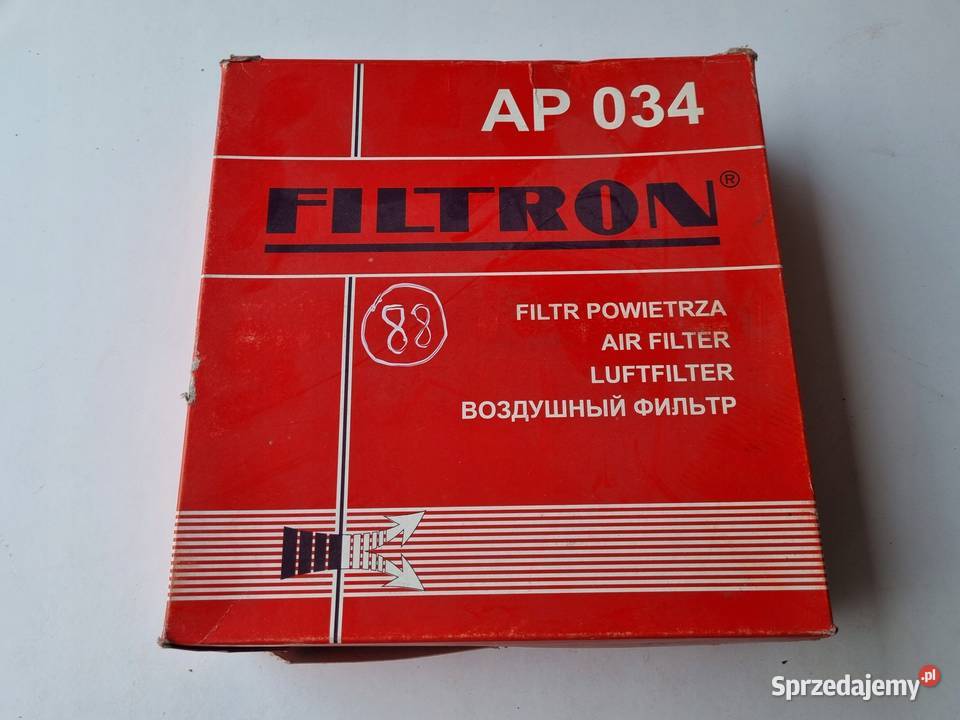 AP 034
FILTRON®
88
FILTR POWIETRZA
AIR FILTER
LUFTFILTER
ВОЗДУШНЫЙ ФИЛЬТР
Sprzedajemy.pl